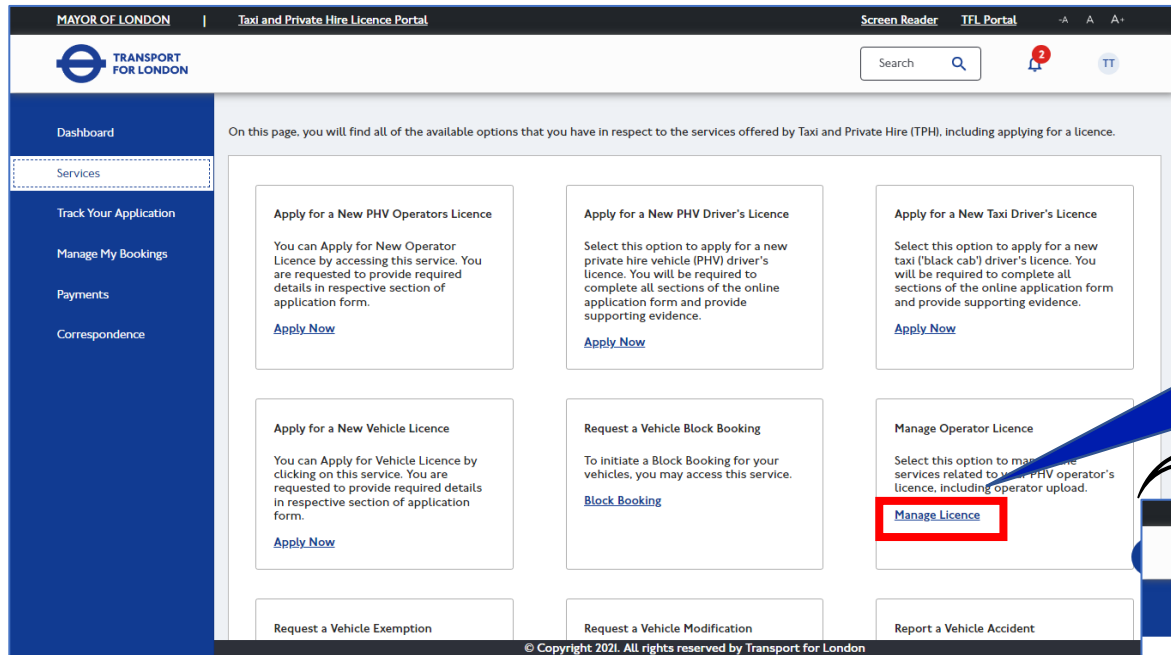 MAYOR OF LONDON | Taxi and Private Hire Licence Portal Screen Reader TFL Portal -A A A+
TRANSPORT
FOR LONDON
Search 2 TT
Dashboard
Services
Track Your Application
Manage My Bookings
Payments
Correspondence
On this page, you will find all of the available options that you have in respect to the services offered by Taxi and Private Hire (TPH), including applying for a licence.
Apply for a New PHV Operators Licence
You can Apply for New Operator
Licence by accessing this service. You
are requested to provide required
details in respective section of
application form.
Apply Now
Apply for a New PHV Driver's Licence
Select this option to apply for a new
private hire vehicle (PHV) driver's
licence. You will be required to
complete all sections of the online
application form and provide
supporting evidence.
Apply Now
Apply for a New Taxi Driver's Licence
Select this option to apply for a new
taxi ('black cab') driver's licence. You
will be required to complete all
sections of the online application form
and provide supporting evidence.
Apply Now
Apply for a New Vehicle Licence
You can Apply for Vehicle Licence by
clicking on this service. You are
requested to provide required details
in respective section of application
form.
Apply Now
Request a Vehicle Block Booking
To initiate a Block Booking for your
vehicles, you may access this service.
Block Booking
Manage Operator Licence
Select this option to
services related to PHV operator's
licence, including operator upload.
Manage Licence
Request a Vehicle Exemption
Request a Vehicle Modification
Report a Vehicle Accident
© Copyright 2021. All rights reserved by Transport for London